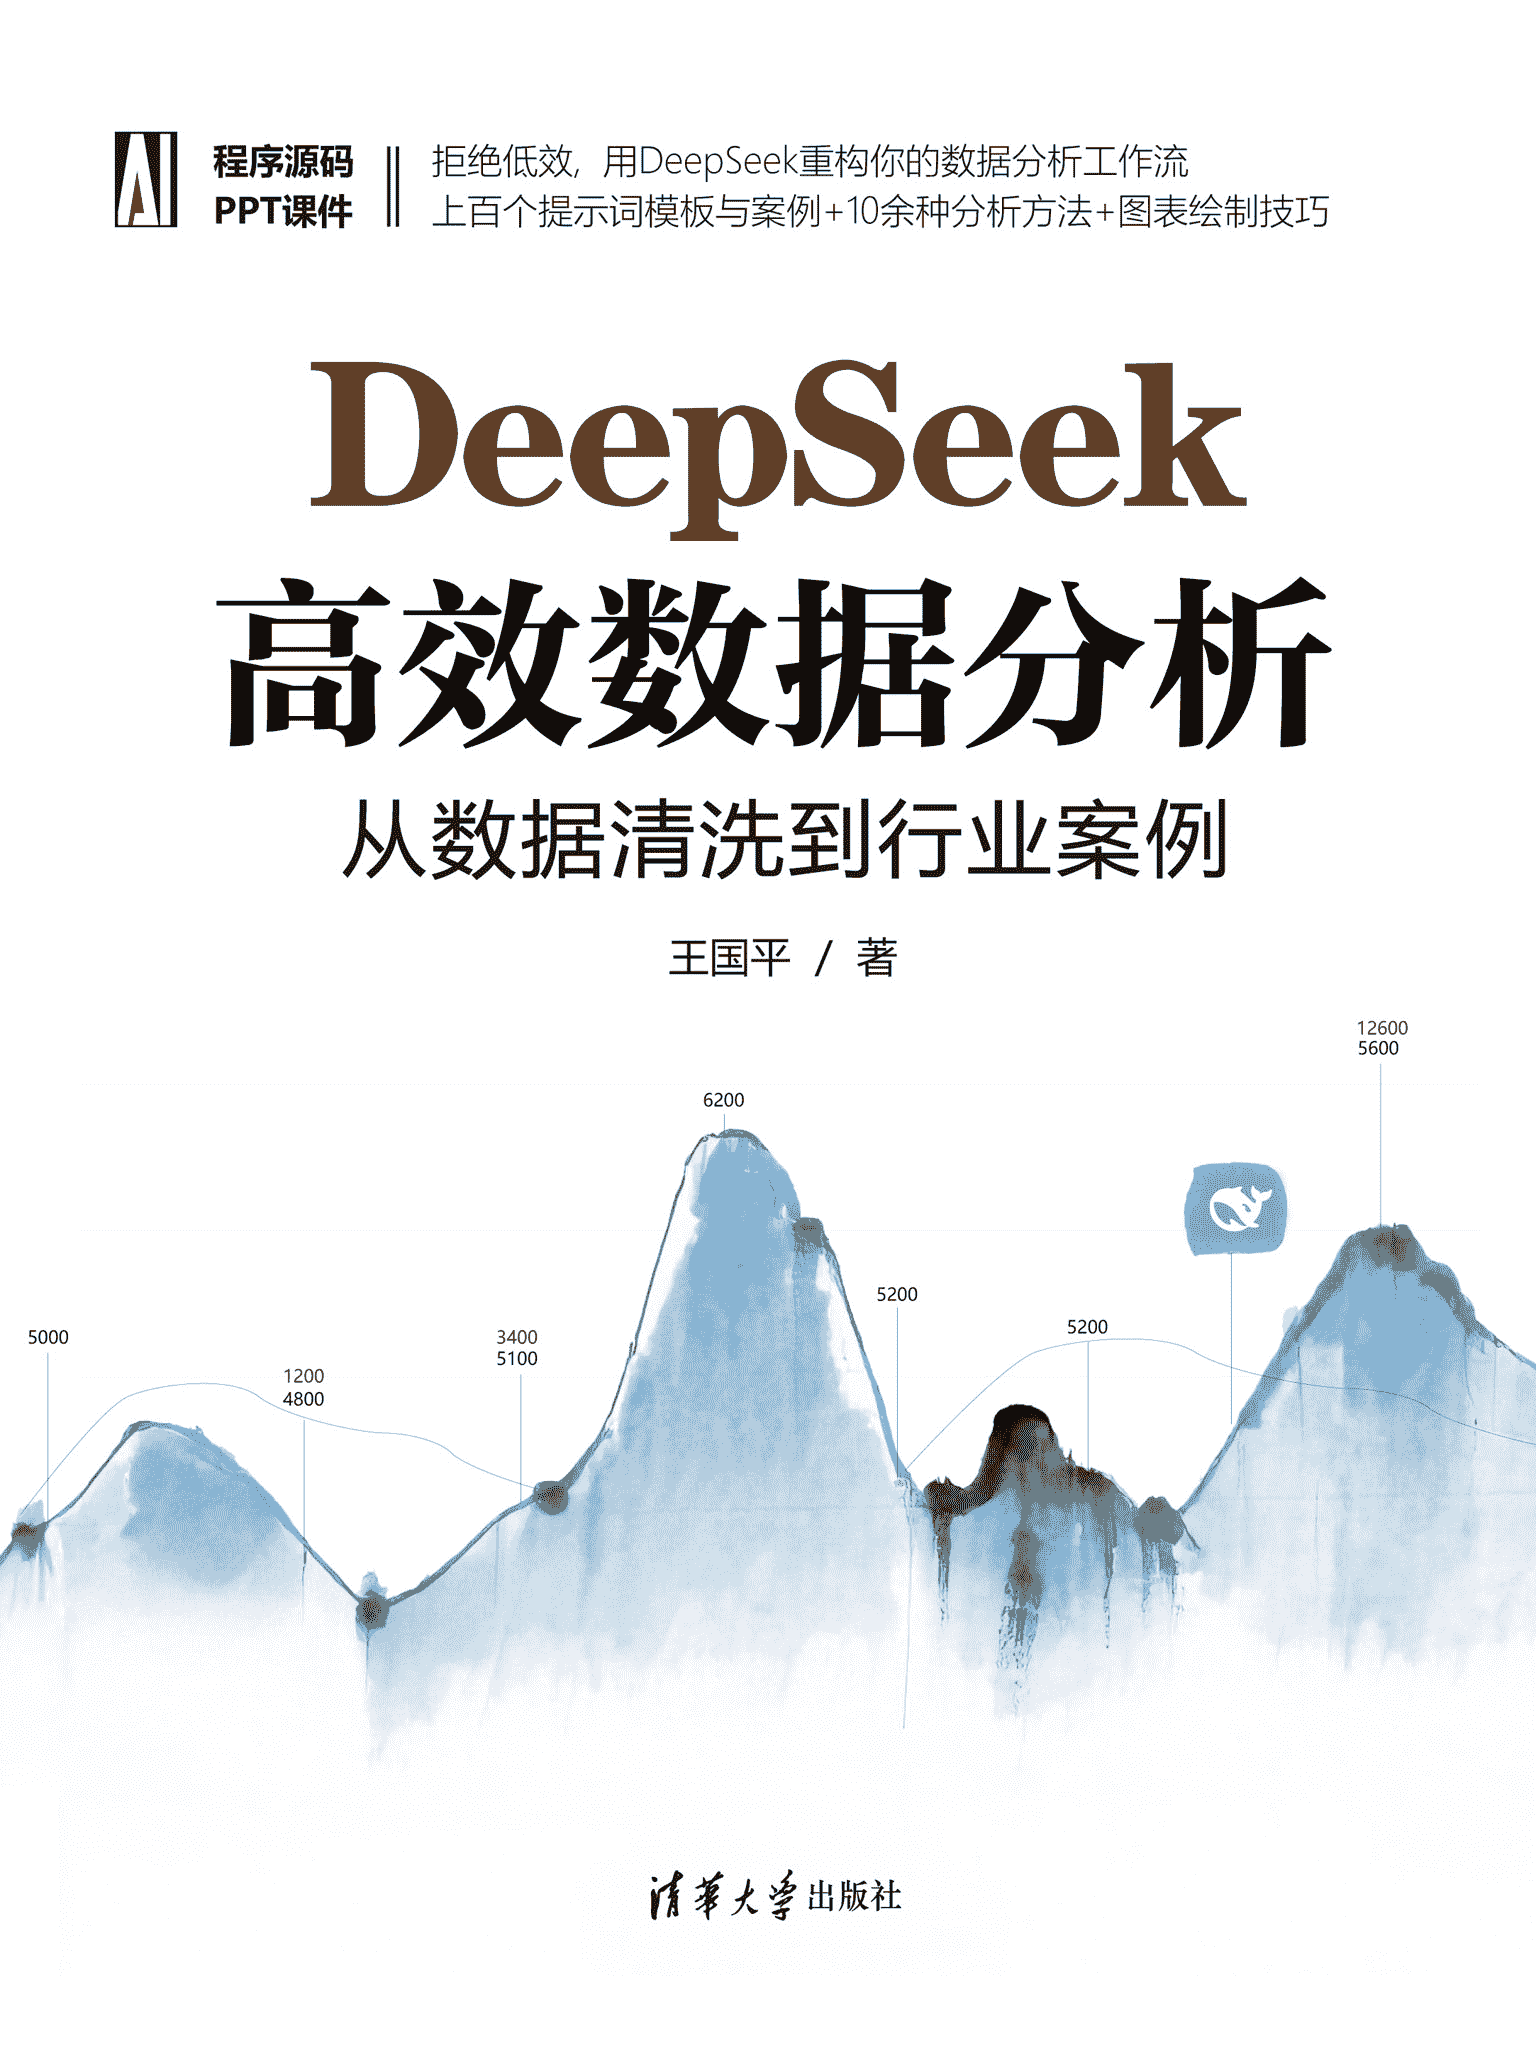 AI
程序源码
PPT课件
拒绝低效，用DeepSeek重构你的数据分析工作流
上百个提示词模板与案例+10余种分析方法+图表绘制技巧
DeepSeek
高效数据分析
从数据清洗到行业案例
王国平 / 著
12600
5600
6200
5200
5200
5000
3400
5100
1200
4800
清华大学出版社